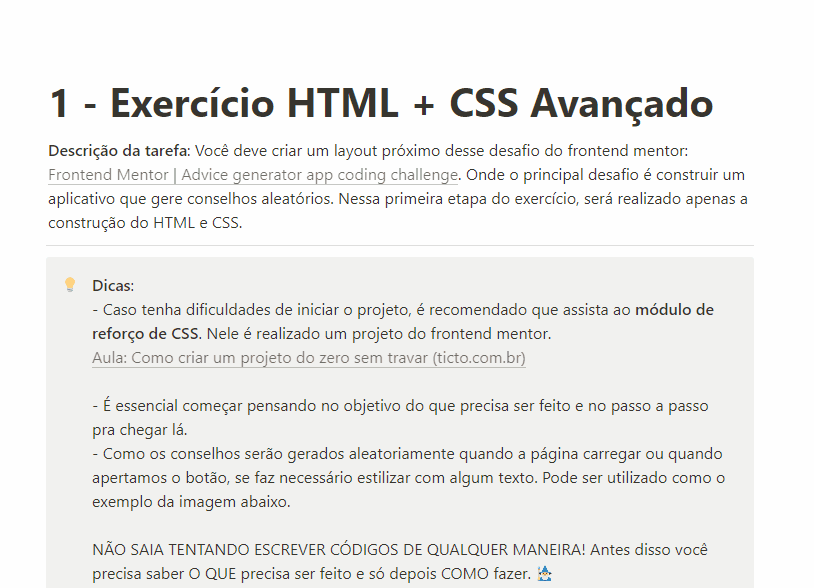 1 - Exercício HTML + CSS Avançado
Descrição da tarefa: Você deve criar um layout próximo desse desafio do frontend mentor:
Frontend Mentor | Advice generator app coding challenge. Onde o principal desafio é construir um
aplicativo que gere conselhos aleatórios. Nessa primeira etapa do exercício, será realizado apenas a
construção do HTML e CSS.
Dicas:
- Caso tenha dificuldades de iniciar o projeto, é recomendado que assista ao módulo de
reforço de CSS. Nele é realizado um projeto do frontend mentor.
Aula: Como criar um projeto do zero sem travar (ticto.com.br)
- É essencial começar pensando no objetivo do que precisa ser feito e no passo a passo
pra chegar lá.
- Como os conselhos serão gerados aleatoriamente quando a página carregar ou quando
apertamos o botão, se faz necessário estilizar com algum texto. Pode ser utilizado como o
exemplo da imagem abaixo.
NÃO SAIA TENTANDO ESCREVER CÓDIGOS DE QUALQUER MANEIRA! Antes disso você
precisa saber O QUE precisa ser feito e só depois COMO fazer.